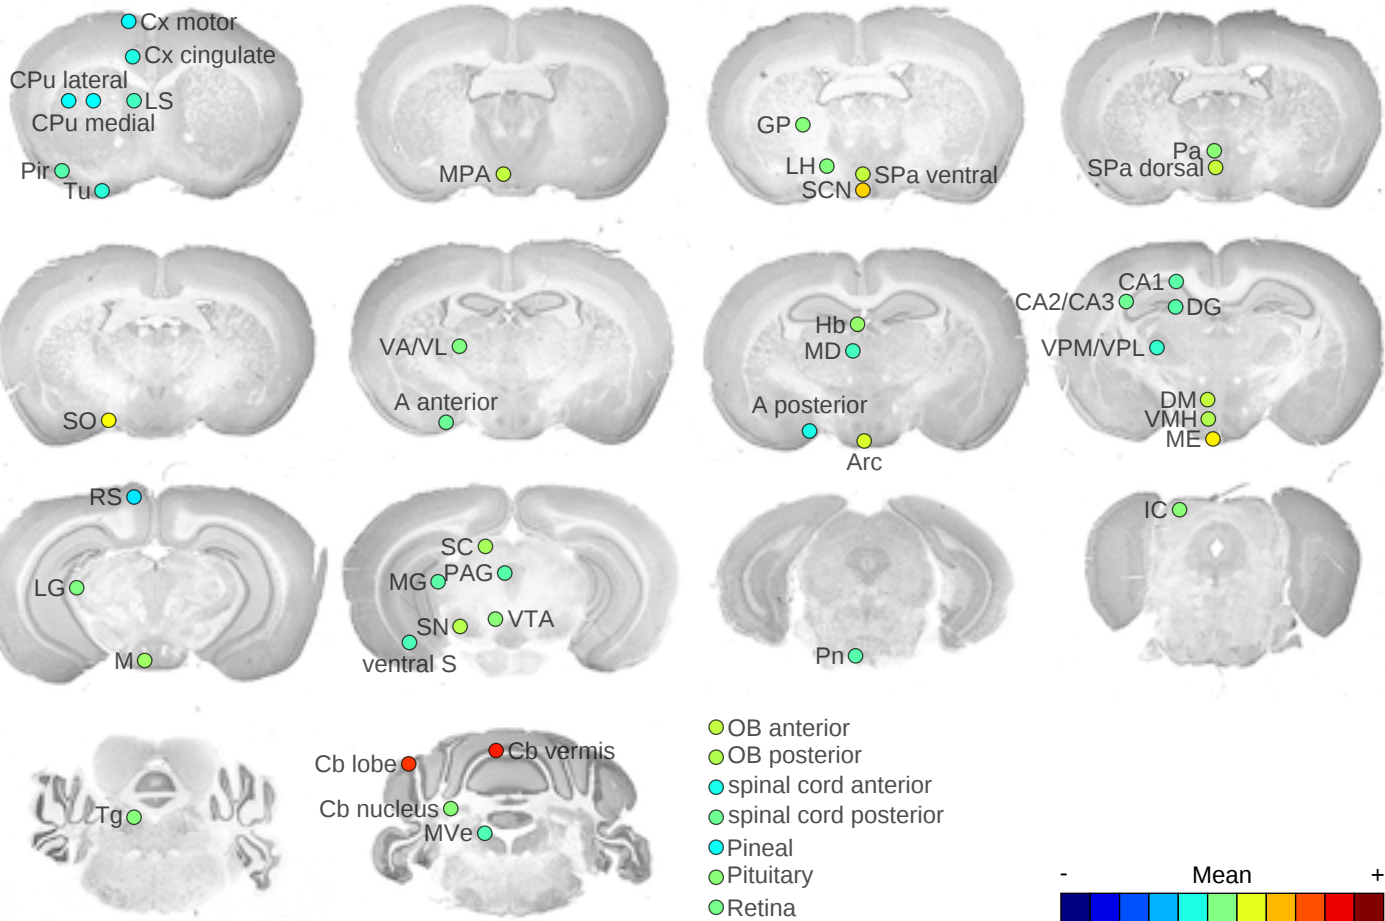 Cx motor
Cx cingulate
CPu lateral
LS
CPu medial
Pir
Tu
MPA
GP
LH
SPa ventral
SCN
Pa
SPa dorsal
SO
VA/VL
A anterior
Hb
MD
A posterior
Arc
CA1
CA2/CA3
DG
VPM/VPL
DM
VMH
ME
RS
LG
M
SC
MG
PAG
SN
VTA
ventral S
Pn
IC
Tg
Cb lobe
Cb vermis
Cb nucleus
MVe
OB anterior
OB posterior
spinal cord anterior
spinal cord posterior
Pineal
Pituitary
Retina
- Mean +